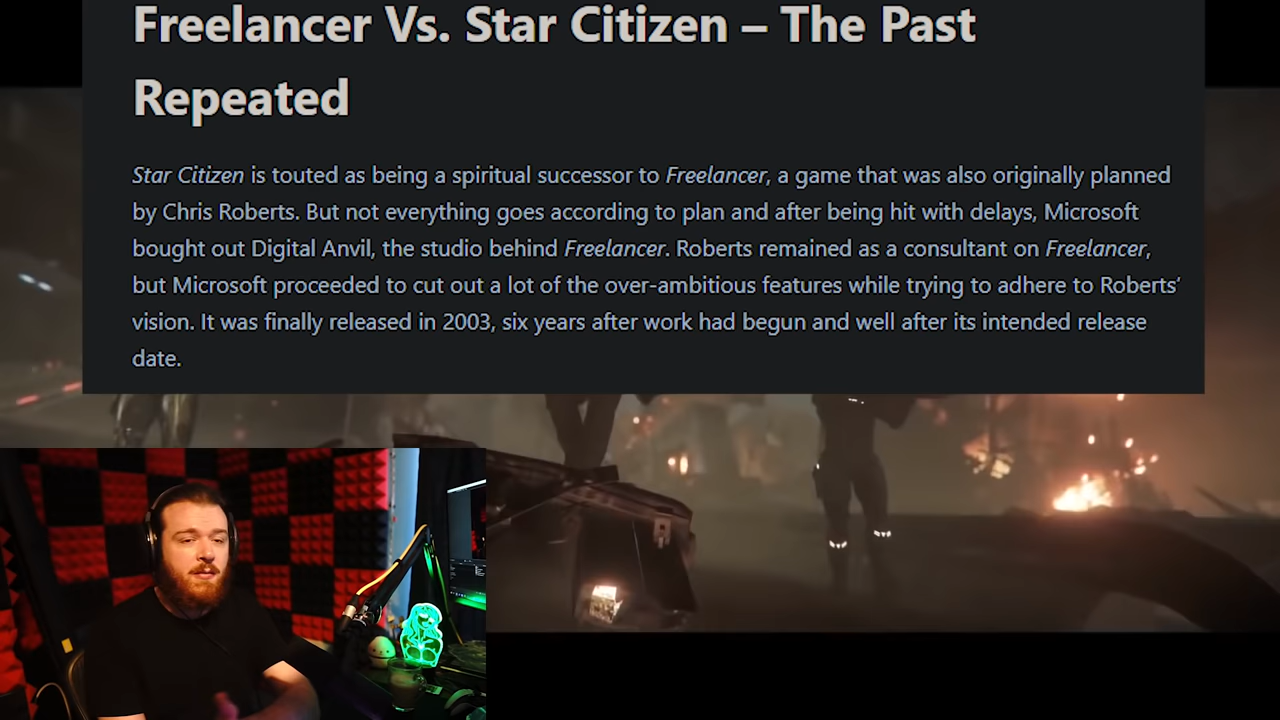 Freelancer Vs. Star Citizen – The Past
Repeated
Star Citizen is touted as being a spiritual successor to Freelancer, a game that was also originally planned
by Chris Roberts. But not everything goes according to plan and after being hit with delays, Microsoft
bought out Digital Anvil, the studio behind Freelancer. Roberts remained as a consultant on Freelancer,
but Microsoft proceeded to cut out a lot of the over-ambitious features while trying to adhere to Roberts’
vision. It was finally released in 2003, six years after work had begun and well after its intended release
date.